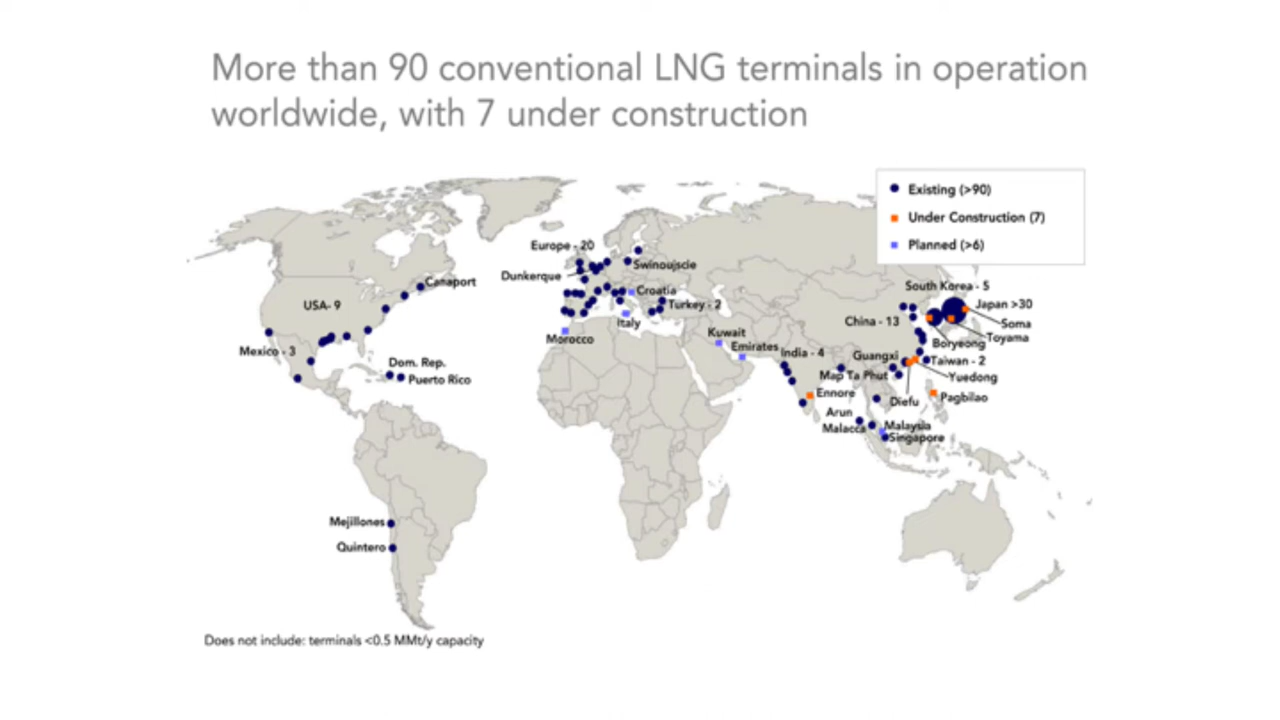 More than 90 conventional LNG terminals in operation
worldwide, with 7 under construction
Existing (>90)
Under Construction (7)
Planned (>6)
Europe - 20
Dunkerque
Swinoujscie
Croatia
Turkey - 2
Italy
Morocco
Canaport
USA- 9
Mexico - 3
Dom. Rep.
Puerto Rico
Mejillones
Quintero
Kuwait
Emirates
India - 4
Ennore
South Korea - 5
Japan >30
Soma
Toyama
China - 13
Boryeong
Guangxi
Taiwan - 2
Map Ta Phut
Yuedong
Diefu
Pagbilao
Arun
Malacca
Malaysia
Singapore
Does not include: terminals <0.5 MMt/y capacity